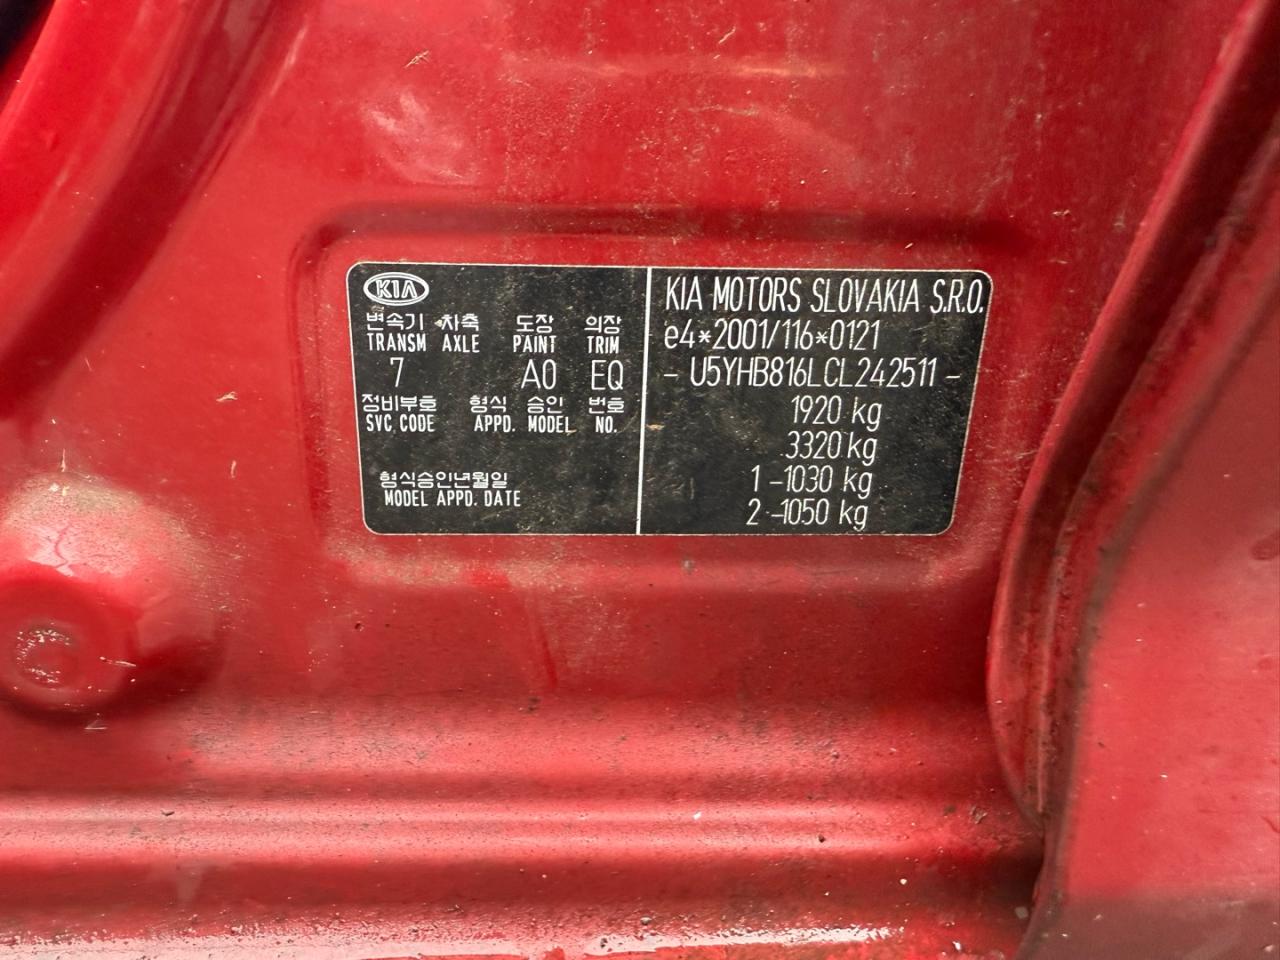 KIA
변속기 차축 도장 의장
TRANSM AXLE PAINT TRIM
7 A0 EQ
정비부호 형식 승인 번호
SVC. CODE APPD. MODEL NO.
형식승인년월일
MODEL APPD. DATE
KIA MOTORS SLOVAKIA S.R.O.
e4*2001/116*0121
- U5YHB816LCL242511 -
1920 kg
3320 kg
1 -1030 kg
2 -1050 kg